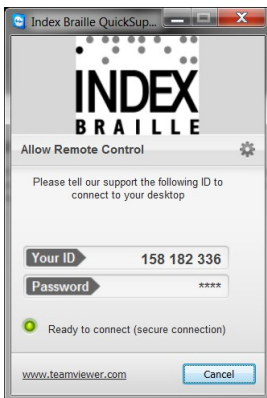 Index Braille QuickSup...
INDEX
BRAILLE
Allow Remote Control
Please tell our support the following ID to
connect to your desktop
Your ID 158 182 336
Password ****
Ready to connect (secure connection)
www.teamviewer.com Cancel